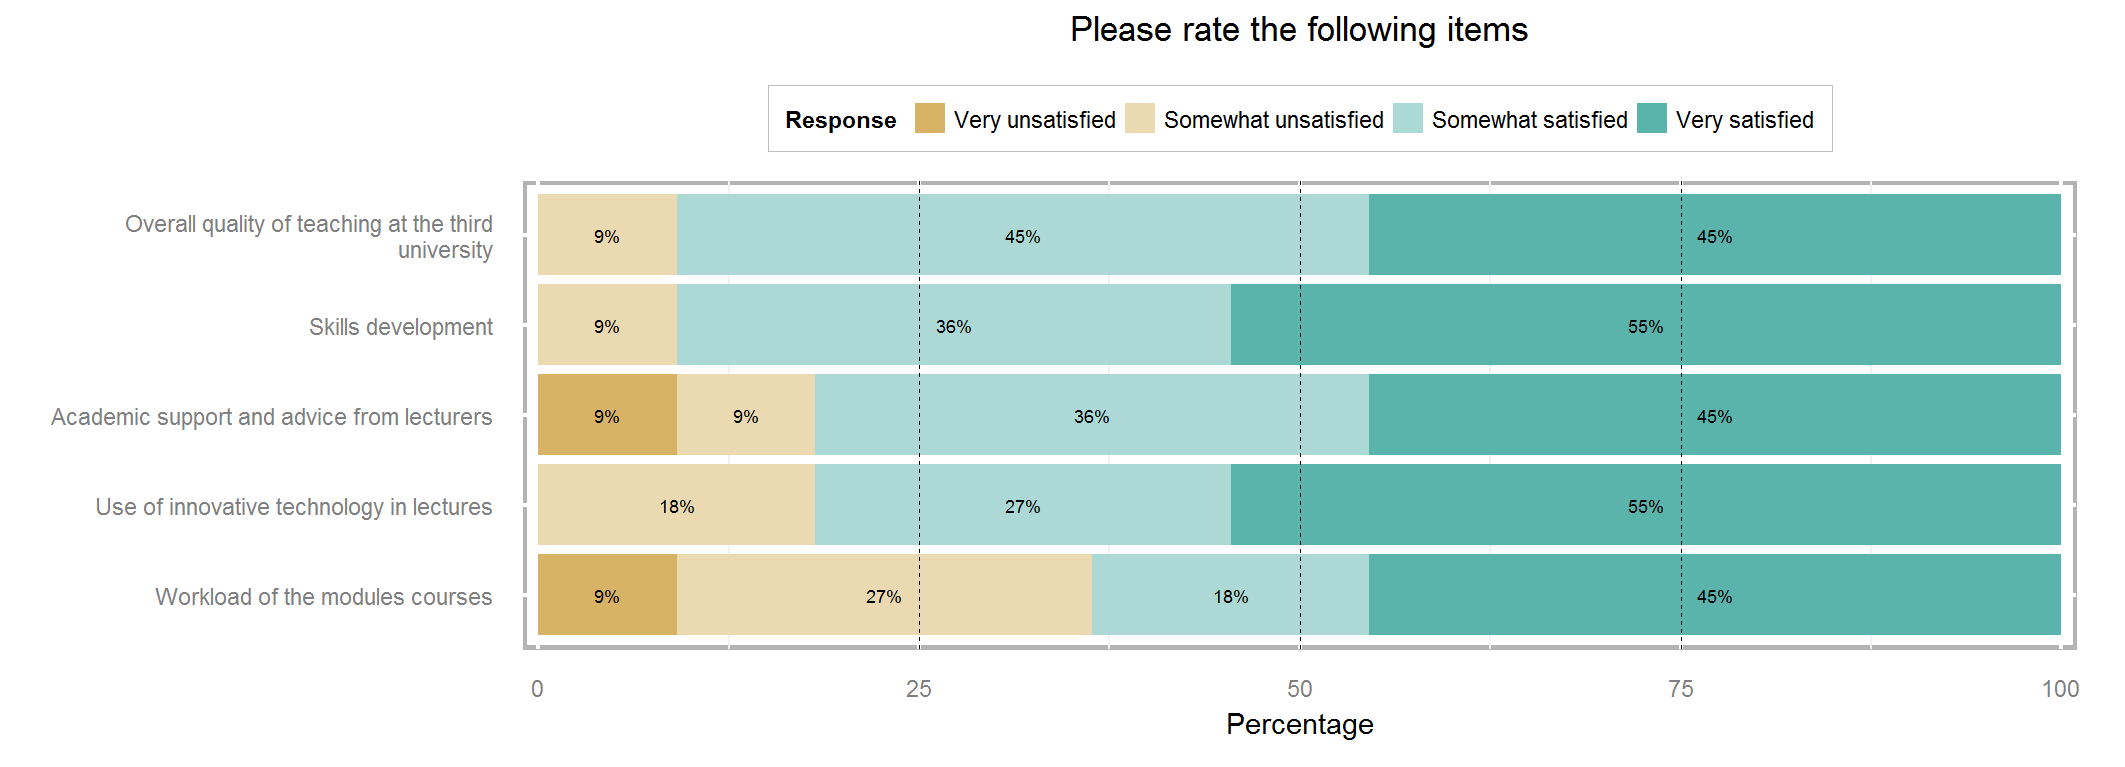 Please rate the following items
Response Very unsatisfied Somewhat unsatisfied Somewhat satisfied Very satisfied
Overall quality of teaching at the third
university
9% 45% 45%
Skills development 9% 36% 55%
Academic support and advice from lecturers 9% 9% 36% 45%
Use of innovative technology in lectures 18% 27% 55%
Workload of the modules courses 9% 27% 18% 45%
0 25 50 75 100
Percentage